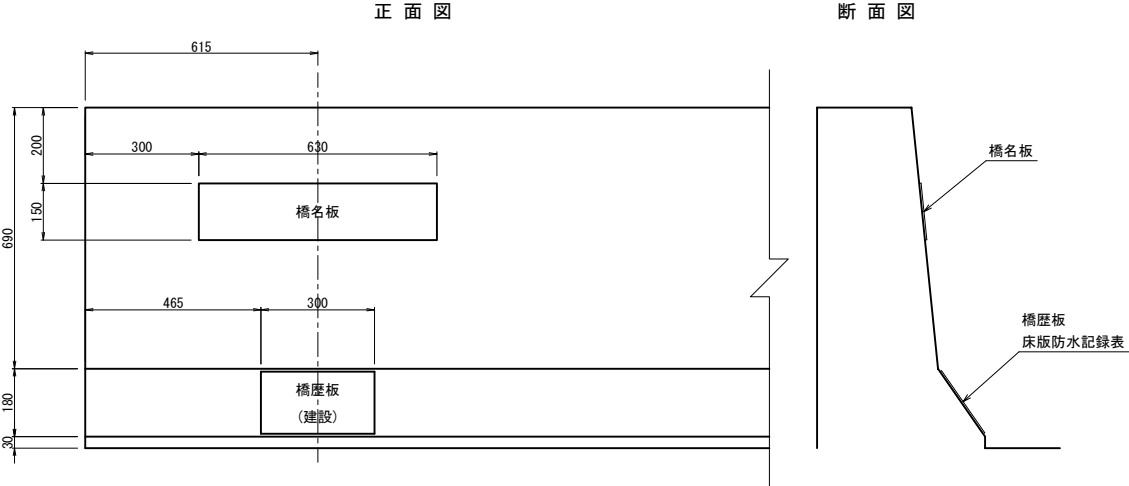 正面図
断面図
615
200
300
630
橋名板
150
橋名板
690
465
300
橋歴板
床版防水記録表
橋歴板
(建設)
180
30